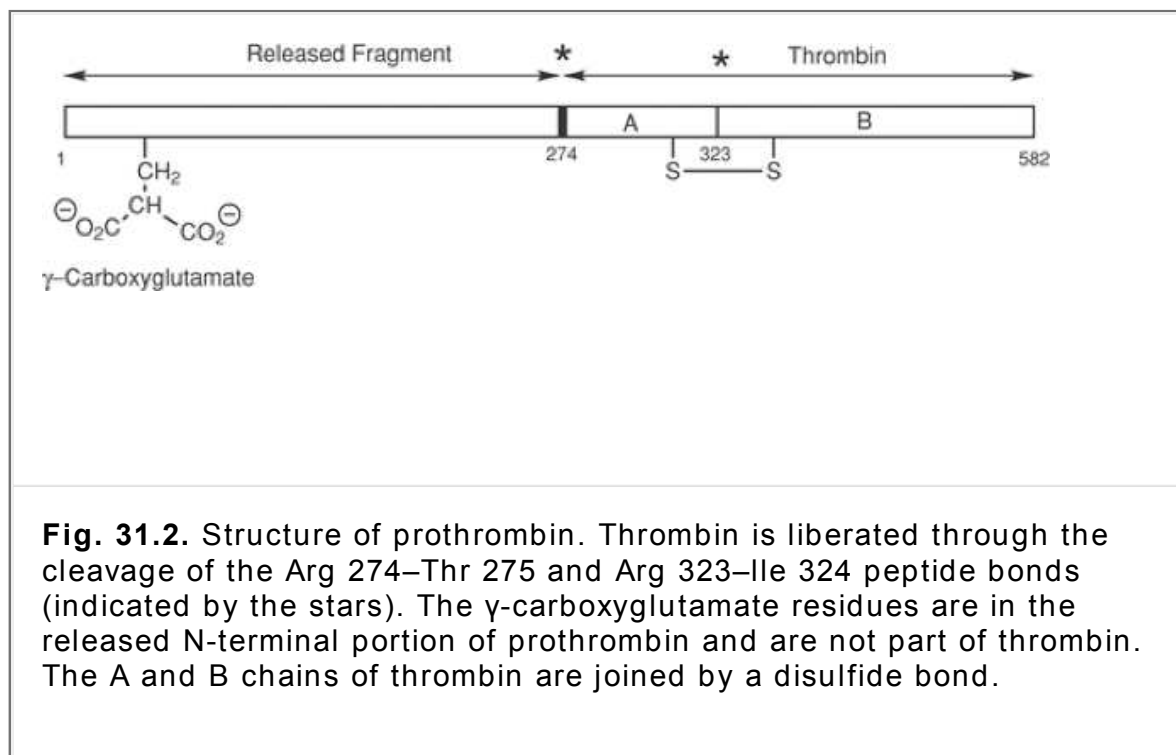 Released Fragment * * Thrombin
A B
1 274 323 582
S S
CH2
CH
⊖O2C CO2⊖
γ–Carboxyglutamate
Fig. 31.2. Structure of prothrombin. Thrombin is liberated through the
cleavage of the Arg 274–Thr 275 and Arg 323–Ile 324 peptide bonds
(indicated by the stars). The γ-carboxyglutamate residues are in the
released N-terminal portion of prothrombin and are not part of thrombin.
The A and B chains of thrombin are joined by a disulfide bond.